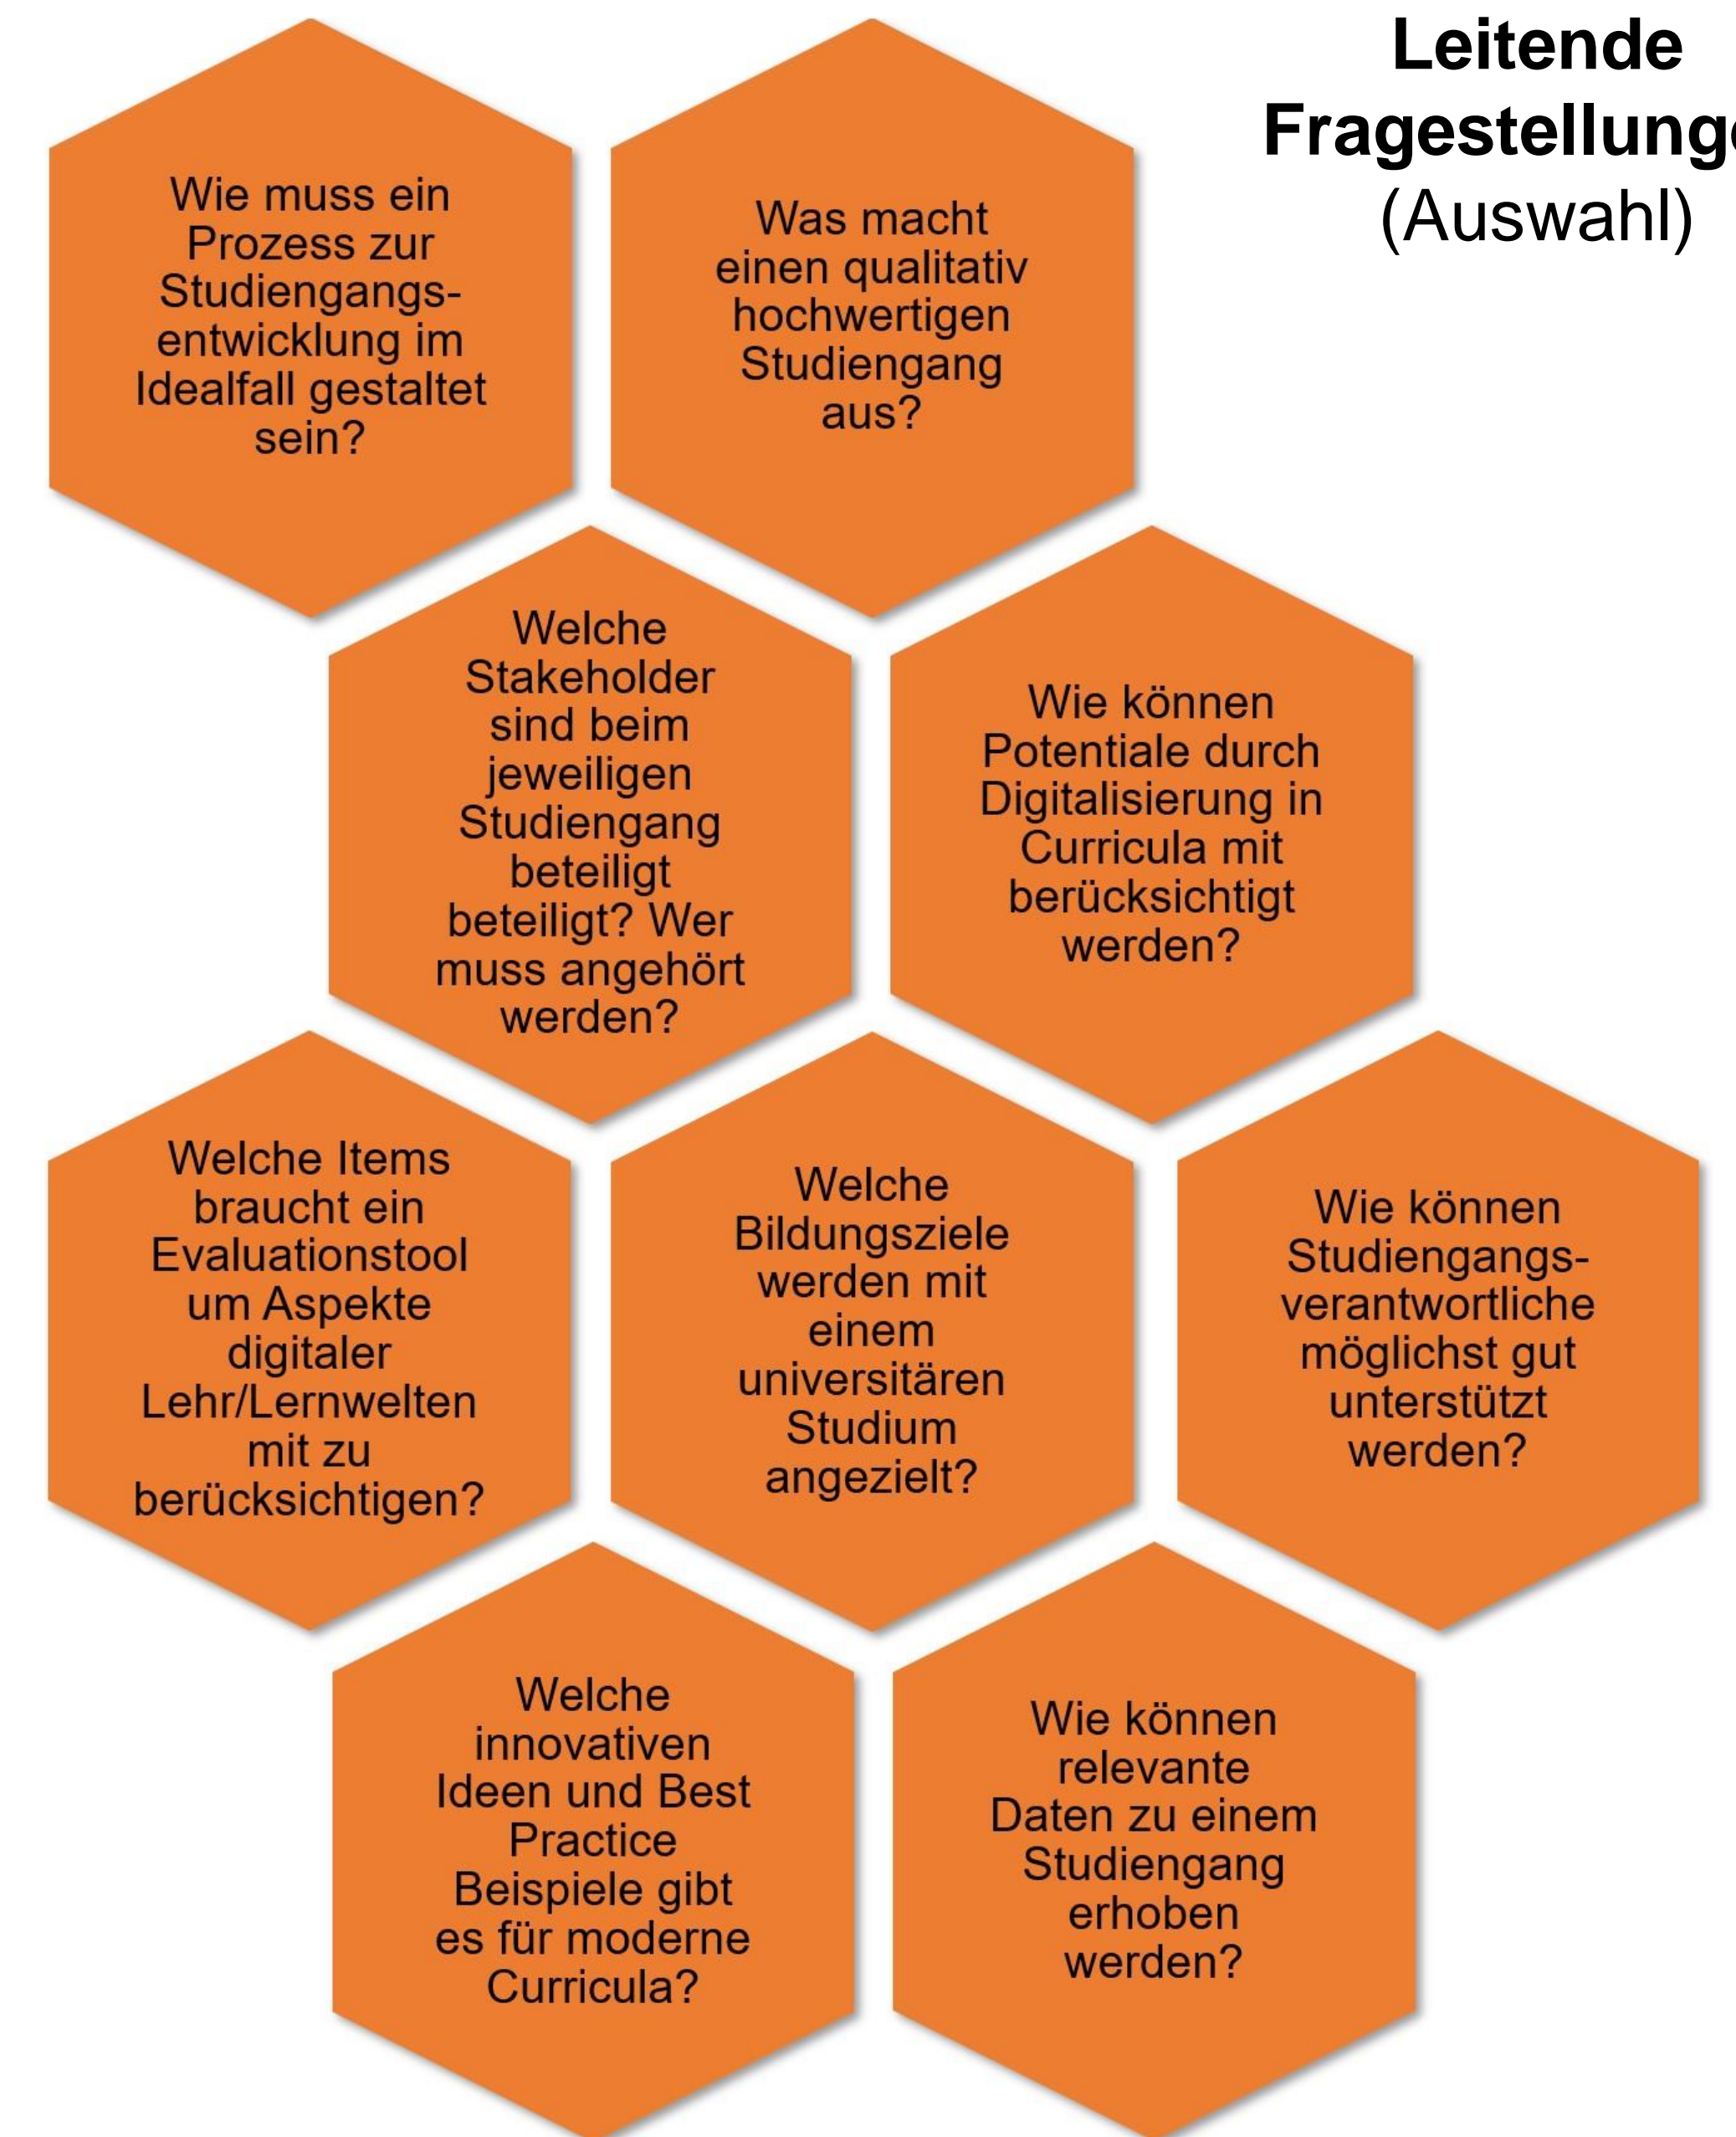 Leitende
Fragestellunge
(Auswahl)
Wie muss ein
Prozess zur
Studiengangs-
entwicklung im
Idealfall gestaltet
sein?
Was macht
einen qualitativ
hochwertigen
Studiengang
aus?
Welche
Stakeholder
sind beim
jeweiligen
Studiengang
beteiligt
beteiligt? Wer
muss angehört
werden?
Wie können
Potentiale durch
Digitalisierung in
Curricula mit
berücksichtigt
werden?
Welche Items
braucht ein
Evaluationstool
um Aspekte
digitaler
Lehr/Lernwelten
mit zu
berücksichtigen?
Welche
Bildungsziele
werden mit
einem
universitären
Studium
angezielt?
Wie können
Studiengangs-
verantwortliche
möglichst gut
unterstützt
werden?
Welche
innovativen
Ideen und Best
Practice
Beispiele gibt
es für moderne
Curricula?
Wie können
relevante
Daten zu einem
Studiengang
erhoben
werden?